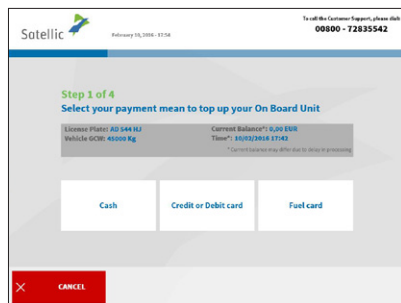 To call the Customer Support, please dial:
Satellic
February 10, 2016 - 17:54
00800 - 72835542
Step 1 of 4
Select your payment mean to top up your On Board Unit
License Plate: AD 544 HJ
Current Balance*: 0,00 EUR
Vehicle GCW: 45000 Kg
Time*: 10/02/2016 17:43
* Current balance may differ due to delay in processing
Cash
Credit or Debit card
Fuel card
CANCEL